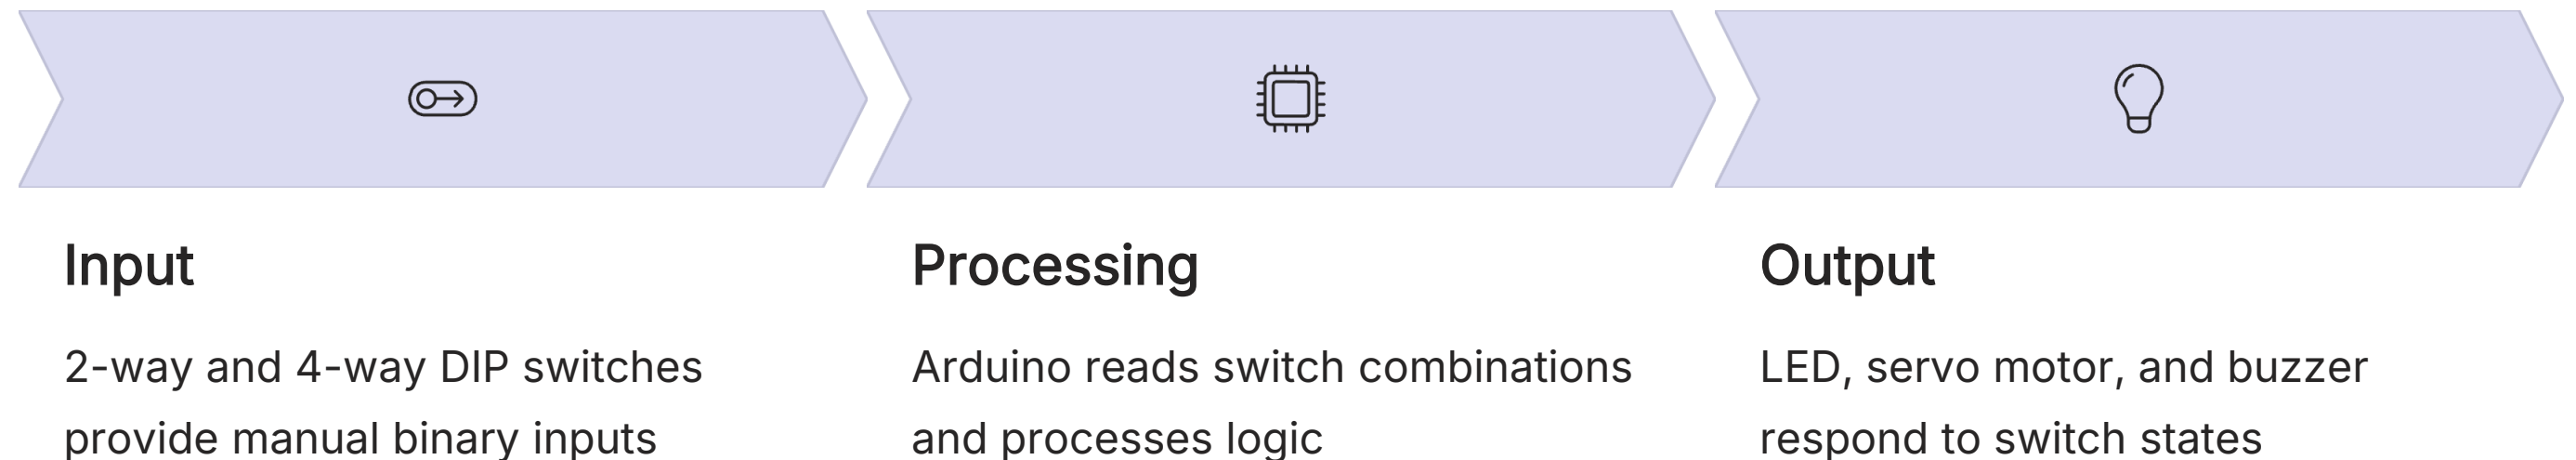 Input
2-way and 4-way DIP switches
provide manual binary inputs
Processing
Arduino reads switch combinations
and processes logic
Output
LED, servo motor, and buzzer
respond to switch states